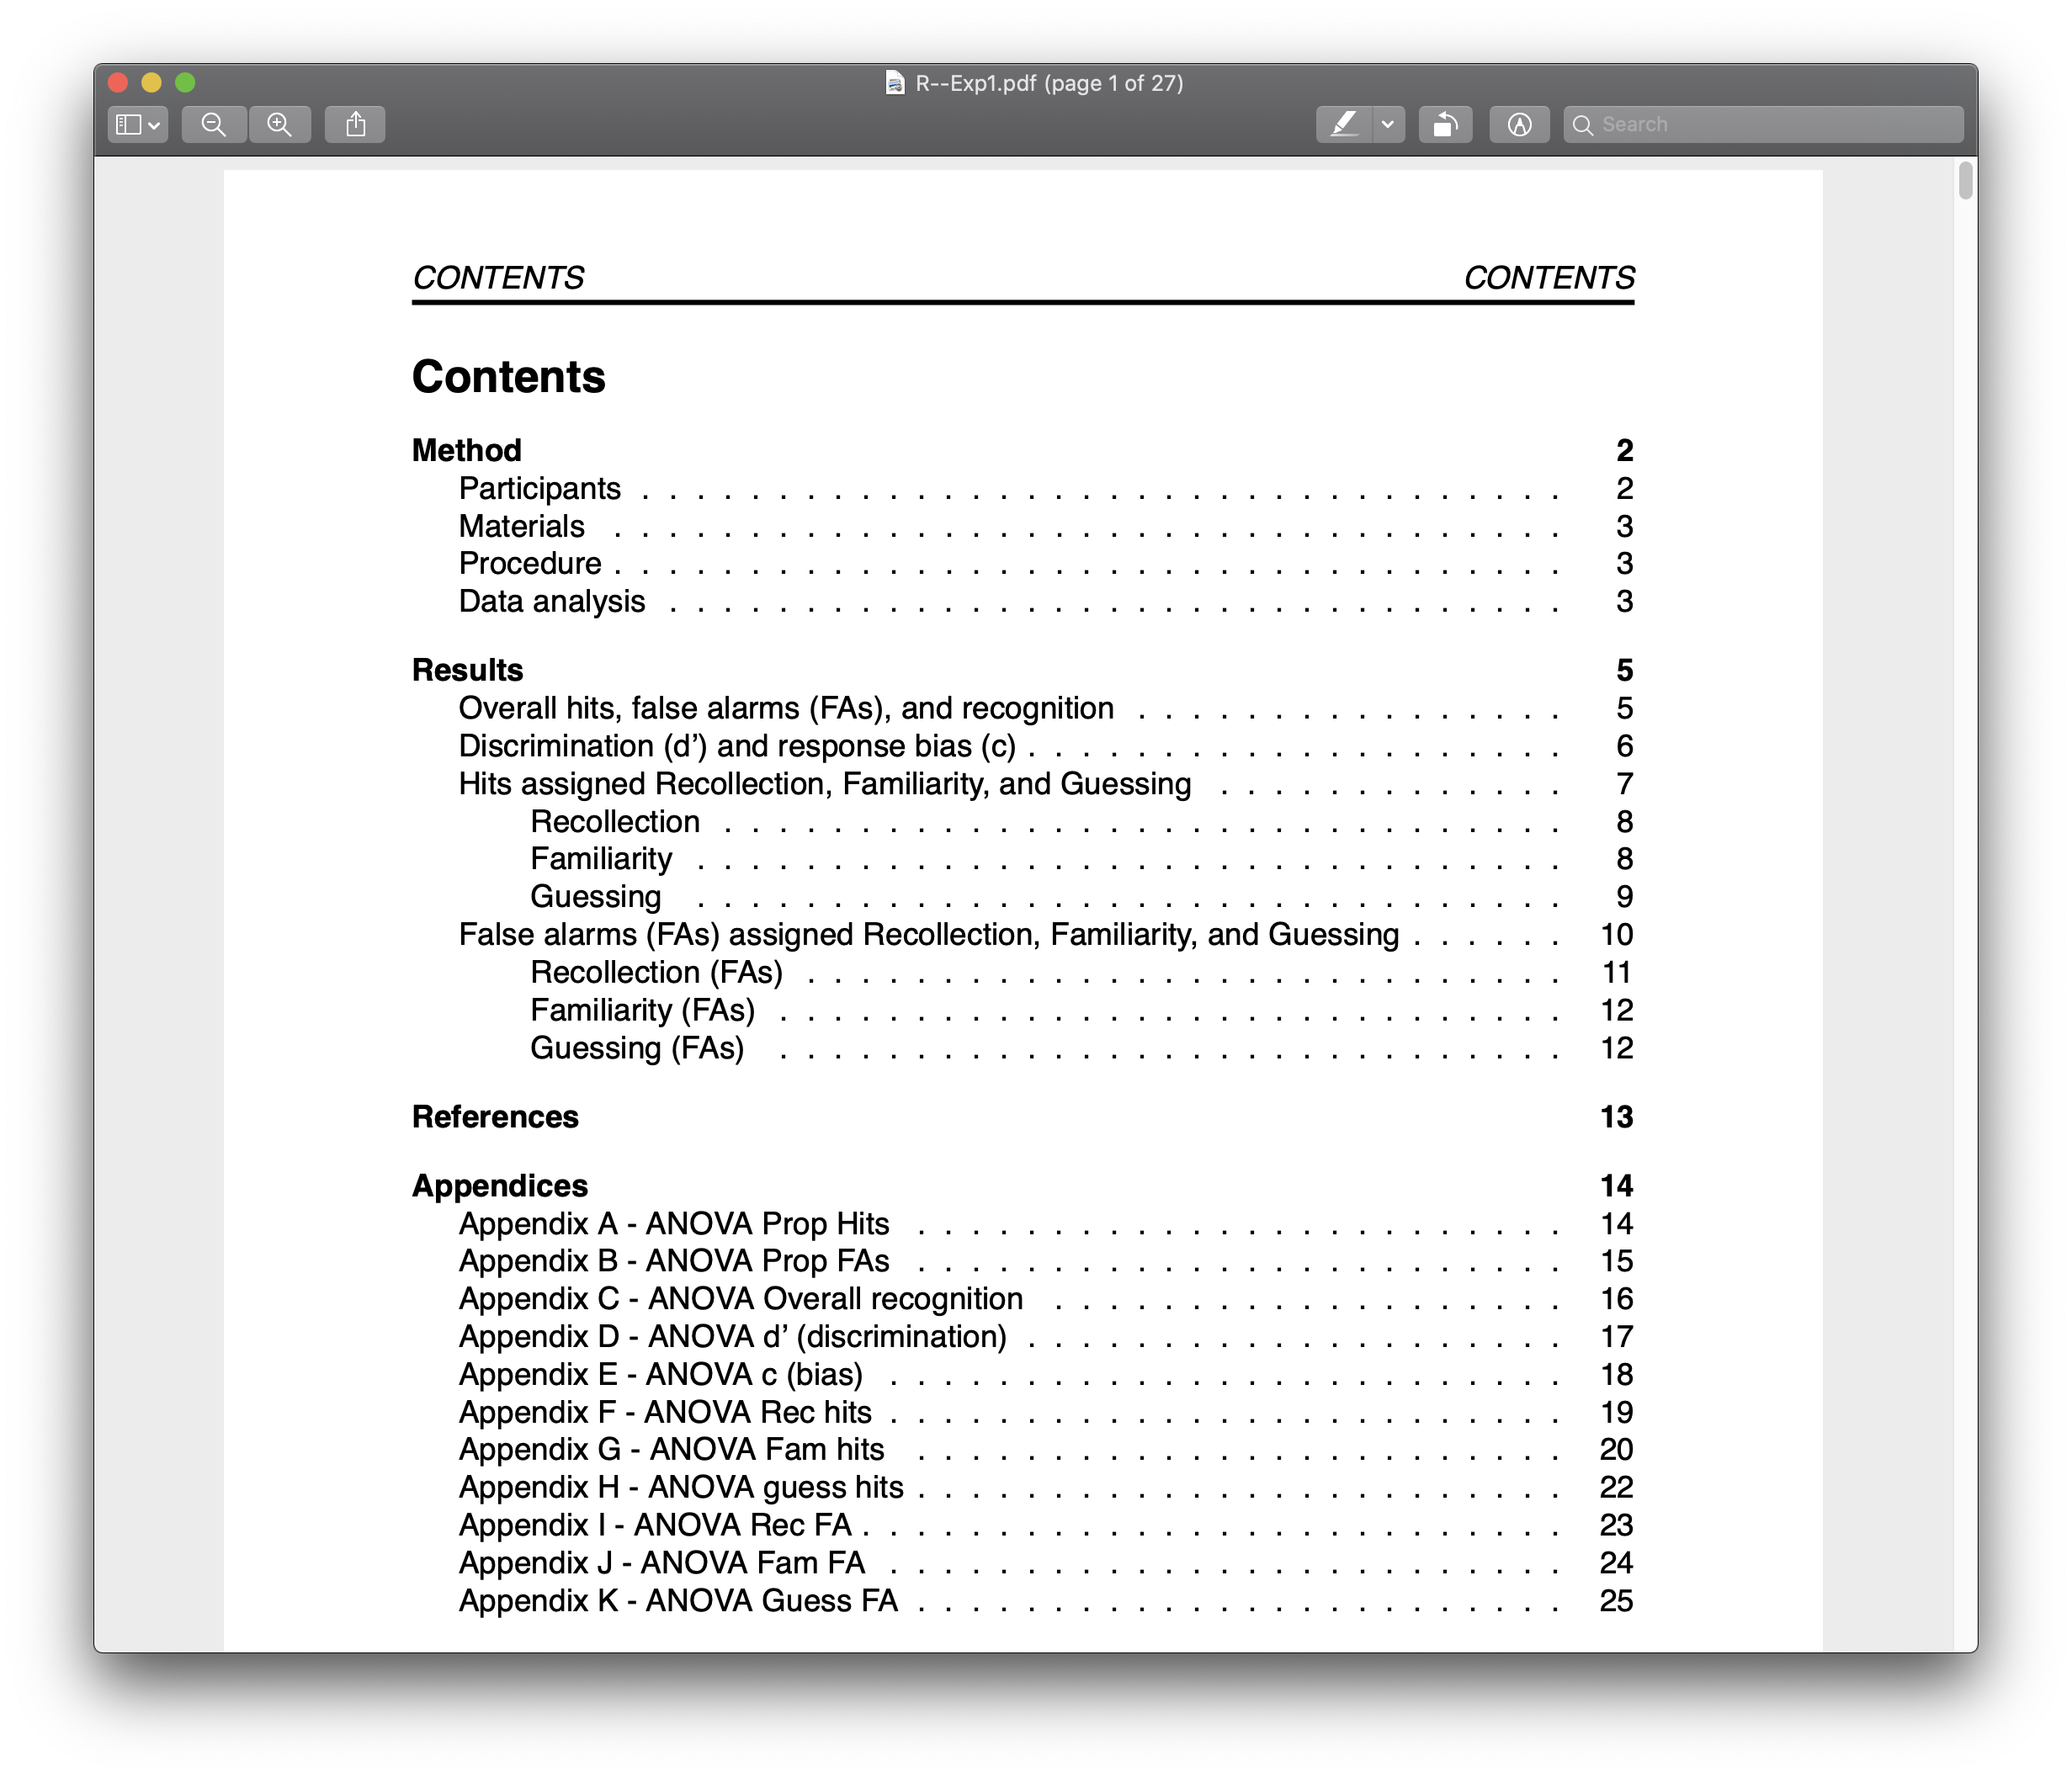 R--Exp1.pdf (page 1 of 27)
Search
CONTENTS CONTENTS
Contents
Method 2
Participants . . . . . . . . . . . . . . . . . . . . . . . . . . . . . . . . . . 2
Materials . . . . . . . . . . . . . . . . . . . . . . . . . . . . . . . . . . . 3
Procedure . . . . . . . . . . . . . . . . . . . . . . . . . . . . . . . . . . . 3
Data analysis . . . . . . . . . . . . . . . . . . . . . . . . . . . . . . . . . 3
Results 5
Overall hits, false alarms (FAs), and recognition . . . . . . . . . . . . . . . . 5
Discrimination (d’) and response bias (c) . . . . . . . . . . . . . . . . . . . . 6
Hits assigned Recollection, Familiarity, and Guessing . . . . . . . . . . . . . 7
Recollection . . . . . . . . . . . . . . . . . . . . . . . . . . . . . . . 8
Familiarity . . . . . . . . . . . . . . . . . . . . . . . . . . . . . . . . 8
Guessing . . . . . . . . . . . . . . . . . . . . . . . . . . . . . . . . 9
False alarms (FAs) assigned Recollection, Familiarity, and Guessing . . . . . . 10
Recollection (FAs) . . . . . . . . . . . . . . . . . . . . . . . . . . . . 11
Familiarity (FAs) . . . . . . . . . . . . . . . . . . . . . . . . . . . . . 12
Guessing (FAs) . . . . . . . . . . . . . . . . . . . . . . . . . . . . . 12
References 13
Appendices 14
Appendix A - ANOVA Prop Hits . . . . . . . . . . . . . . . . . . . . . . . . 14
Appendix B - ANOVA Prop FAs . . . . . . . . . . . . . . . . . . . . . . . . 15
Appendix C - ANOVA Overall recognition . . . . . . . . . . . . . . . . . . . 16
Appendix D - ANOVA d’ (discrimination) . . . . . . . . . . . . . . . . . . . . 17
Appendix E - ANOVA c (bias) . . . . . . . . . . . . . . . . . . . . . . . . . 18
Appendix F - ANOVA Rec hits . . . . . . . . . . . . . . . . . . . . . . . . . 19
Appendix G - ANOVA Fam hits . . . . . . . . . . . . . . . . . . . . . . . . 20
Appendix H - ANOVA guess hits . . . . . . . . . . . . . . . . . . . . . . . . 22
Appendix I - ANOVA Rec FA . . . . . . . . . . . . . . . . . . . . . . . . . . 23
Appendix J - ANOVA Fam FA . . . . . . . . . . . . . . . . . . . . . . . . . 24
Appendix K - ANOVA Guess FA . . . . . . . . . . . . . . . . . . . . . . . . 25